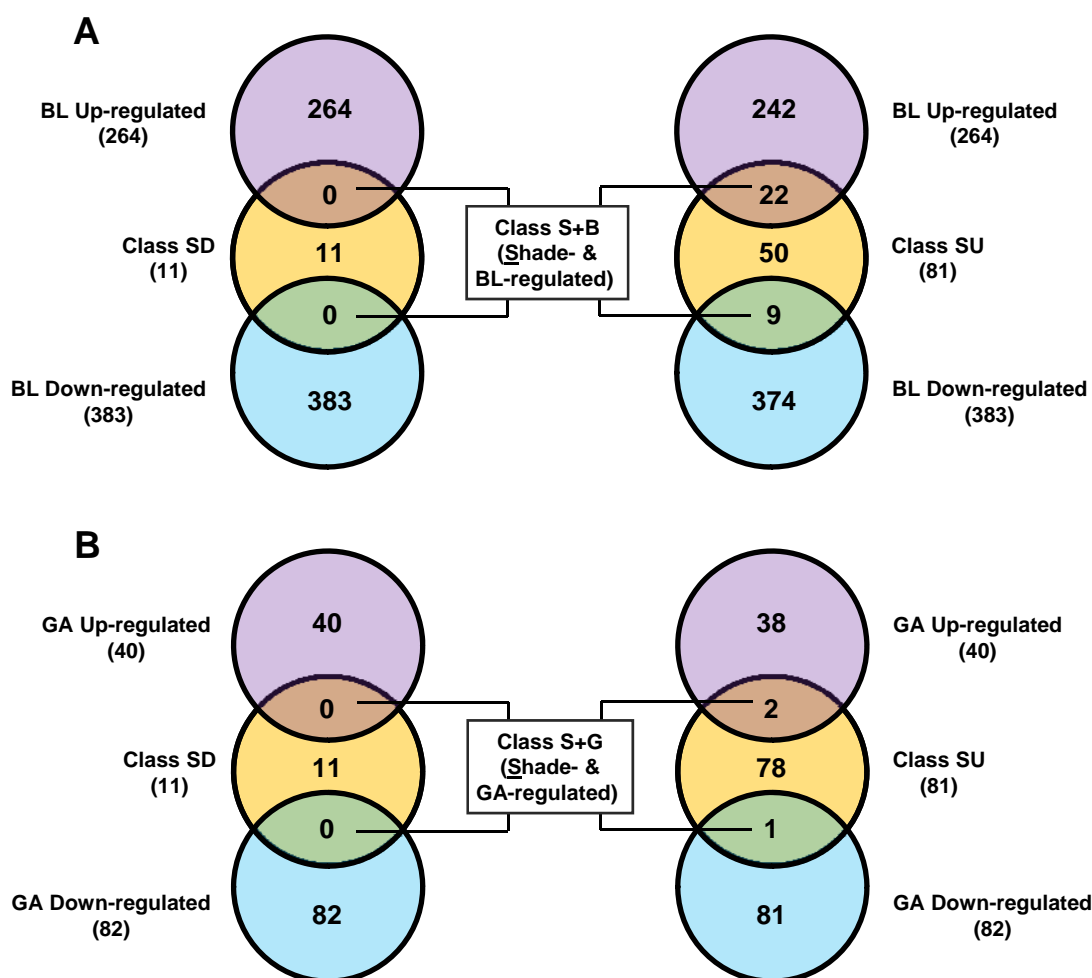 A
BL Up-regulated
(264)
264
0
Class SD
(11)
11
0
BL Down-regulated
(383)
383
Class S+B
(Shade- &
BL-regulated)
242
BL Up-regulated
(264)
22
50
Class SU
(81)
9
374
BL Down-regulated
(383)
B
GA Up-regulated
(40)
40
0
Class SD
(11)
11
0
GA Down-regulated
(82)
82
Class S+G
(Shade- &
GA-regulated)
38
GA Up-regulated
(40)
2
78
Class SU
(81)
1
81
GA Down-regulated
(82)